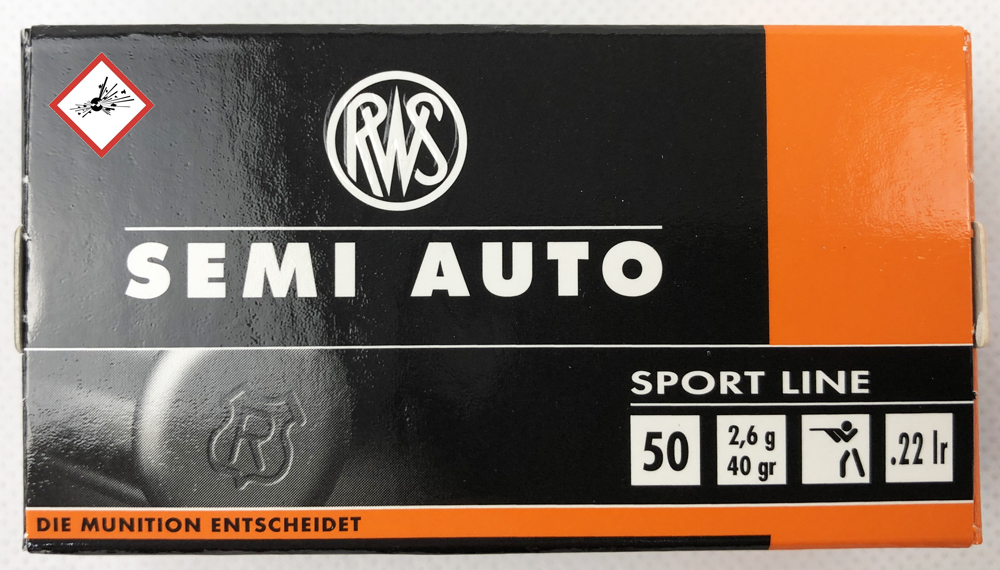 RWS
SEMI AUTO
SPORT LINE
50
2,6 g
40 gr
.22 lr
R
DIE MUNITION ENTSCHEIDET